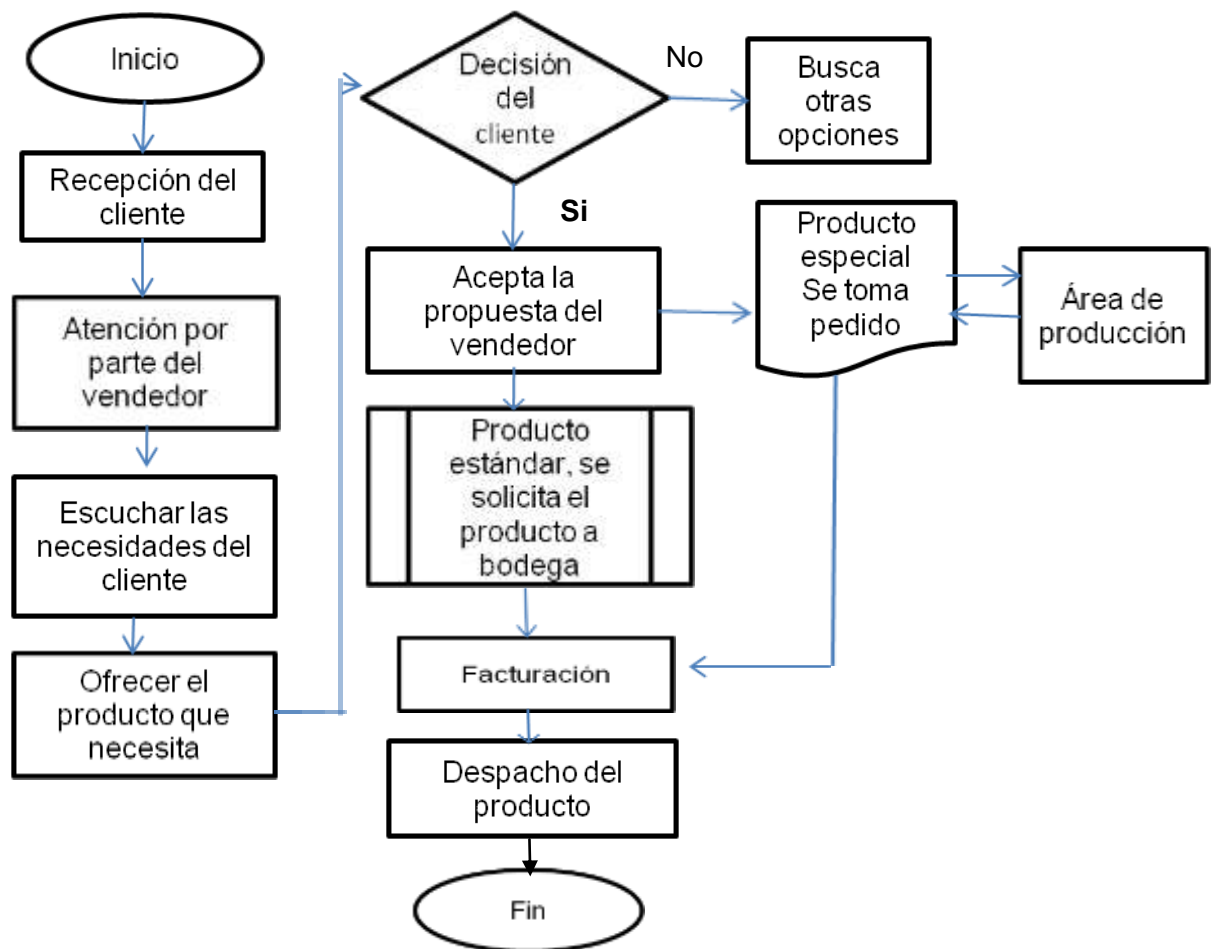 Inicio
Recepción del
cliente
Atención por
parte del
vendedor
Escuchar las
necesidades del
cliente
Ofrecer el
producto que
necesita
Decisión
del
cliente
No
Busca
otras
opciones
Si
Acepta la
propuesta del
vendedor
Producto
especial
Se toma
pedido
Área de
producción
Producto
estándar, se
solicita el
producto a
bodega
Facturación
Despacho del
producto
Fin